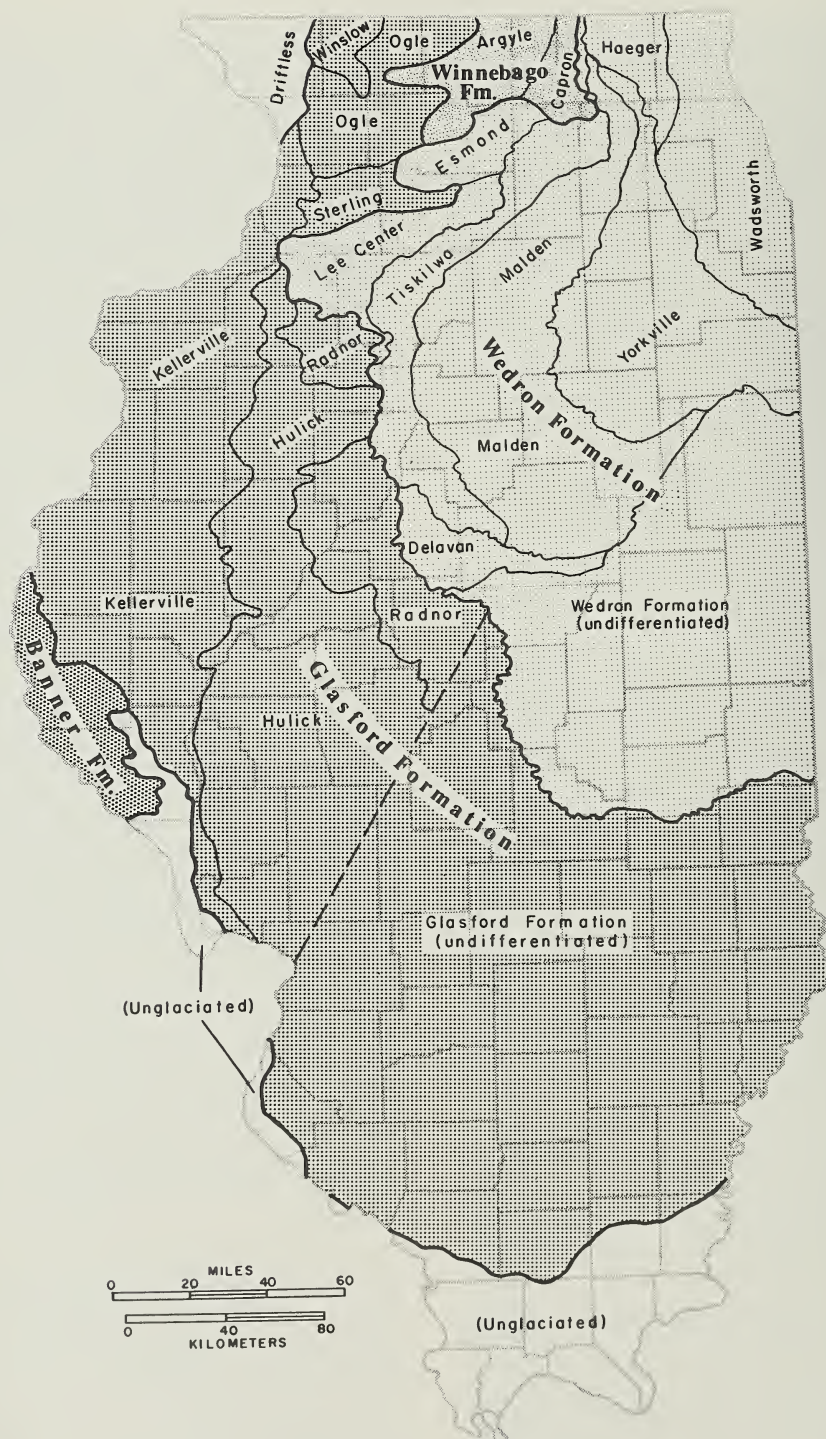 Driftless
Winslow
Ogle
Argyle
Capron
Haeger
Winnebago
Fm.
Ogle
Esmond
Sterling
Lee Center
Tiskilwa
Malden
Wadsworth
Yorkville
Kellerville
Radnor
Wedron Formation
Hulick
Malden
Delavan
Kellerville
Radnor
Wedron Formation
(undifferentiated)
Banner Fm.
Hulick
Glasford Formation
Glasford Formation
(undifferentiated)
(Unglaciated)
MILES
0 20 40 60
0 40 80
KILOMETERS
(Unglaciated)